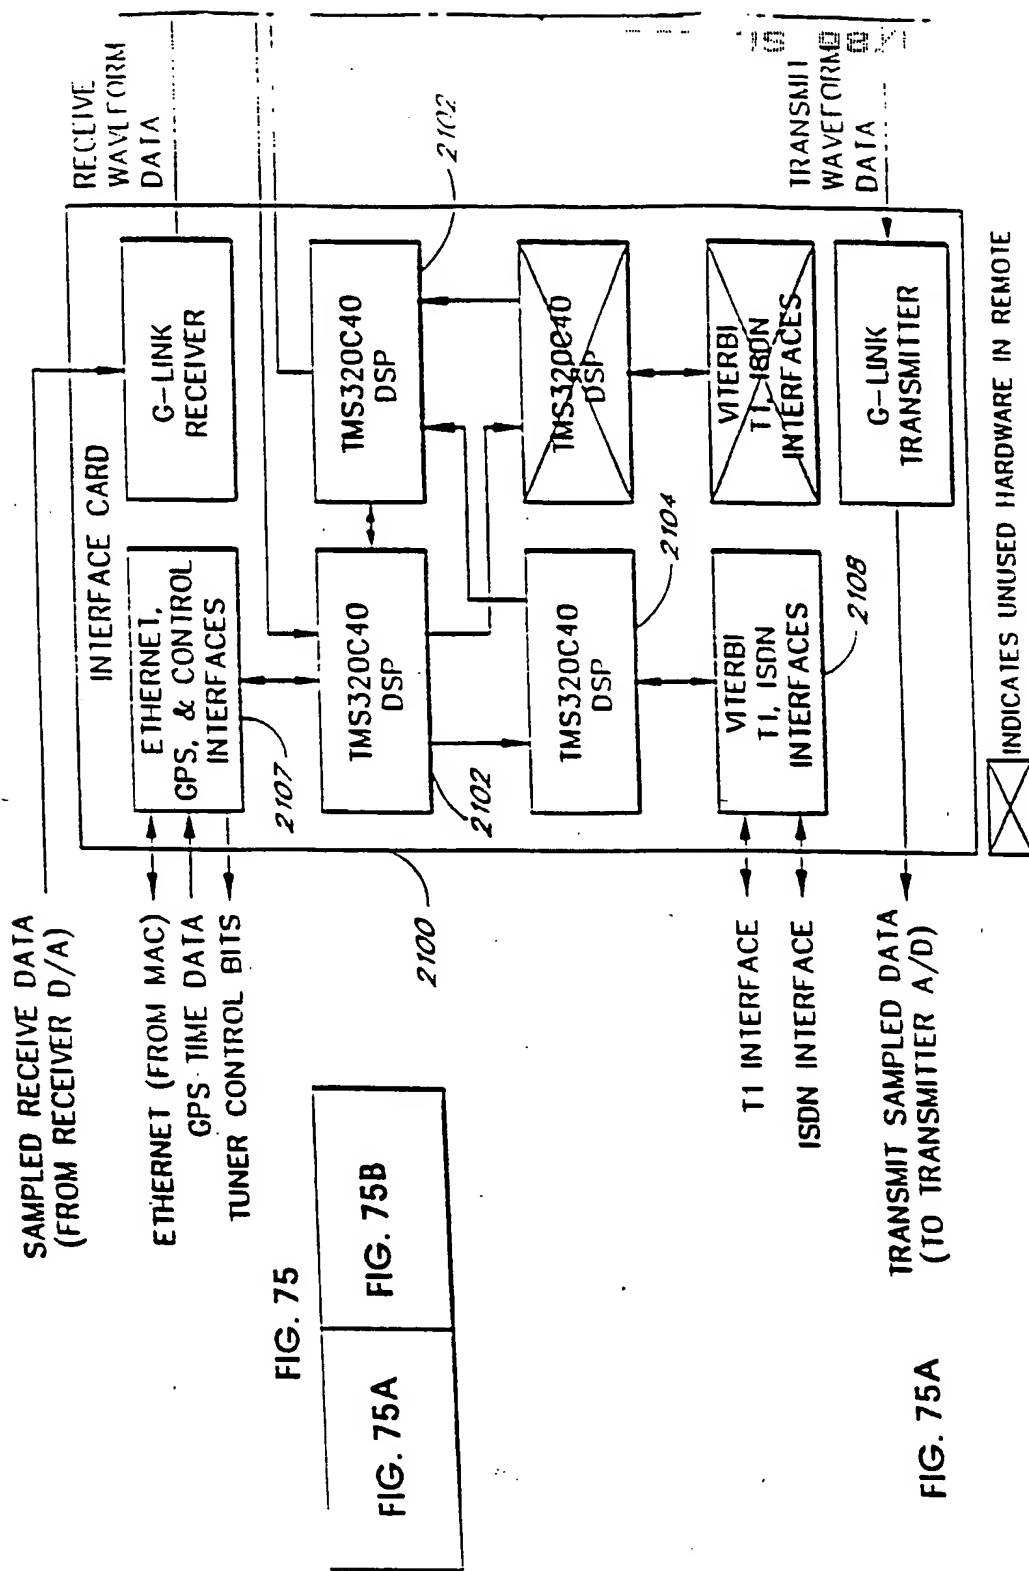 SAMPLED RECEIVE DATA
(FROM RECEIVER D/A)
ETHERNET (FROM MAC)
GPS TIME DATA
TUNER CONTROL BITS
INTERFACE CARD
ETHERNET,
GPS, & CONTROL
INTERFACES
2107
G-LINK
RECEIVER
RECEIVE
WAVEFORM
DATA
TMS320C40
DSP
2102
TMS320C40
DSP
2102
2100
TMS320C40
DSP
2104
TMS320C40
DSP
VITERBI
T1, ISDN
INTERFACES
2108
VITERBI
T1, ISDN
INTERFACES
T1 INTERFACE
ISDN INTERFACE
G-LINK
TRANSMITTER
TRANSMIT
WAVEFORM
DATA
TRANSMIT SAMPLED DATA
(TO TRANSMITTER A/D)
INDICATES UNUSED HARDWARE IN REMOTE
FIG. 75
FIG. 75A
FIG. 75B
FIG. 75A